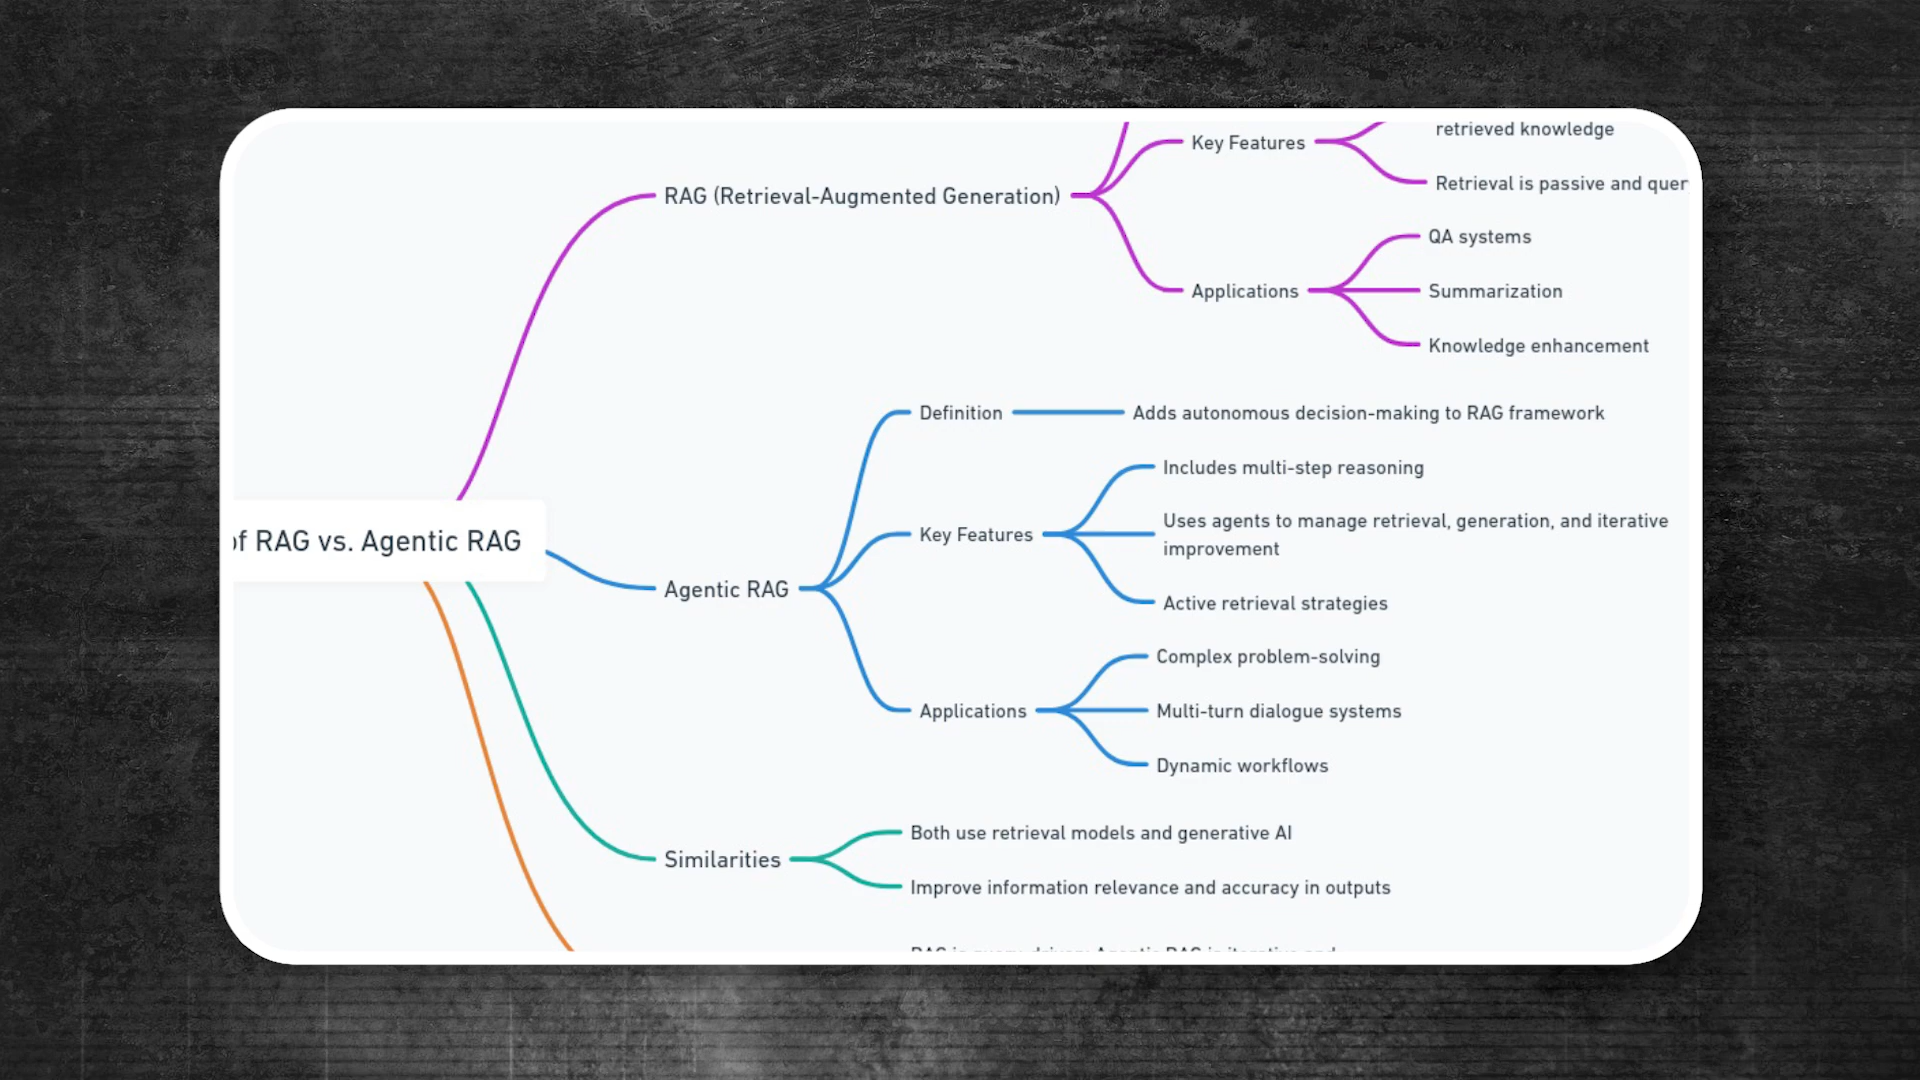 retrieved knowledge
Key Features
Retrieval is passive and quer
RAG (Retrieval-Augmented Generation)
QA systems
Applications
Summarization
Knowledge enhancement
Definition
Adds autonomous decision-making to RAG framework
Includes multi-step reasoning
Key Features
Uses agents to manage retrieval, generation, and iterative
improvement
of RAG vs. Agentic RAG
Agentic RAG
Active retrieval strategies
Complex problem-solving
Applications
Multi-turn dialogue systems
Dynamic workflows
Both use retrieval models and generative AI
Similarities
Improve information relevance and accuracy in outputs